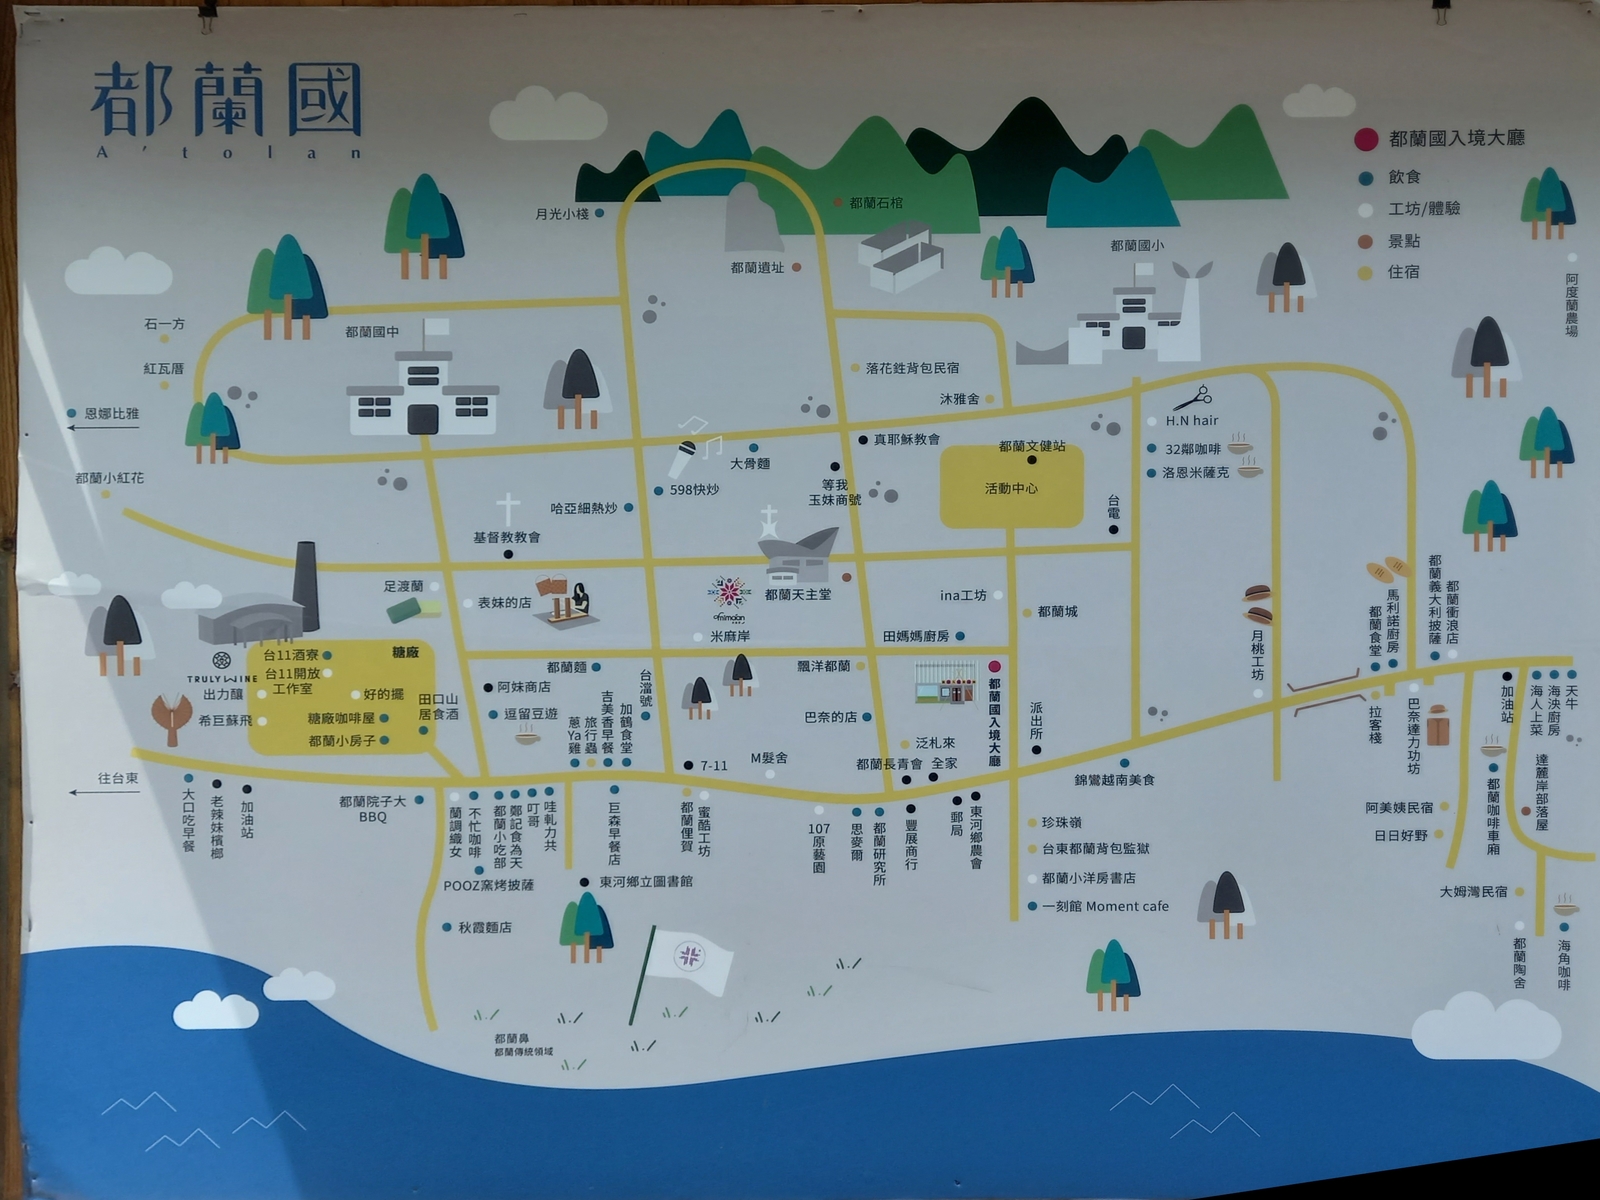 都蘭國
A'tolan
都蘭國入境大廳
飲食
工坊/體驗
景點
住宿
阿度蘭農場
月光小棧
都蘭石棺
都蘭遺址
都蘭國小
石一方
紅瓦厝
恩娜比雅
都蘭小紅花
都蘭國中
落花鉎背包民宿
沐雅舍
真耶穌教會
都蘭文健站
活動中心
大骨麵
598快炒
哈亞細熱炒
等我
玉妹商號
H.N hair
32鄰咖啡
洛恩米薩克
台電
基督教教會
足渡蘭
表妹的店
米麻岸
都蘭天主堂
ina工坊
都蘭城
田媽媽廚房
月桃工坊
都蘭食堂
馬利諾廚房
都蘭義大利披薩
都蘭衝浪店
糖廠
台11酒寮
TRULY WINE
台11開放
工作室
出力釀
好的擺
希巨蘇飛
糖廠咖啡屋
都蘭小房子
田口山
居食酒
都蘭麵
阿妹商店
逗留豆遊
蔥Ya雞
旅行蟲
吉美香早餐
加鶴食堂
台澢號
飄洋都蘭
巴奈的店
都蘭國入境大廳
派出所
泛札來
都蘭長青會
全家
7-11
M髮舍
錦鸞越南美食
拉客棧
巴奈達力功坊
加油站
海人上菜
海泱廚房
天牛
達麓岸部落屋
往台東
大口吃早餐
老辣妹檳榔
加油站
都蘭院子大
BBQ
蘭調織女
不忙咖啡
都蘭小吃部
鄭記食為天
叮哥
哇軋力共
巨森早餐店
都蘭俚賀
蜜酷工坊
107原藝園
思麥爾
都蘭研究所
豐展商行
郵局
東河鄉農會
珍珠嶺
台東都蘭背包監獄
都蘭小洋房書店
一刻館 Moment cafe
阿美姨民宿
日日好野
都蘭咖啡車廂
大姆灣民宿
都蘭陶舍
海角咖啡
POOZ窯烤披薩
東河鄉立圖書館
秋霞麵店
都蘭鼻
都蘭傳統領域